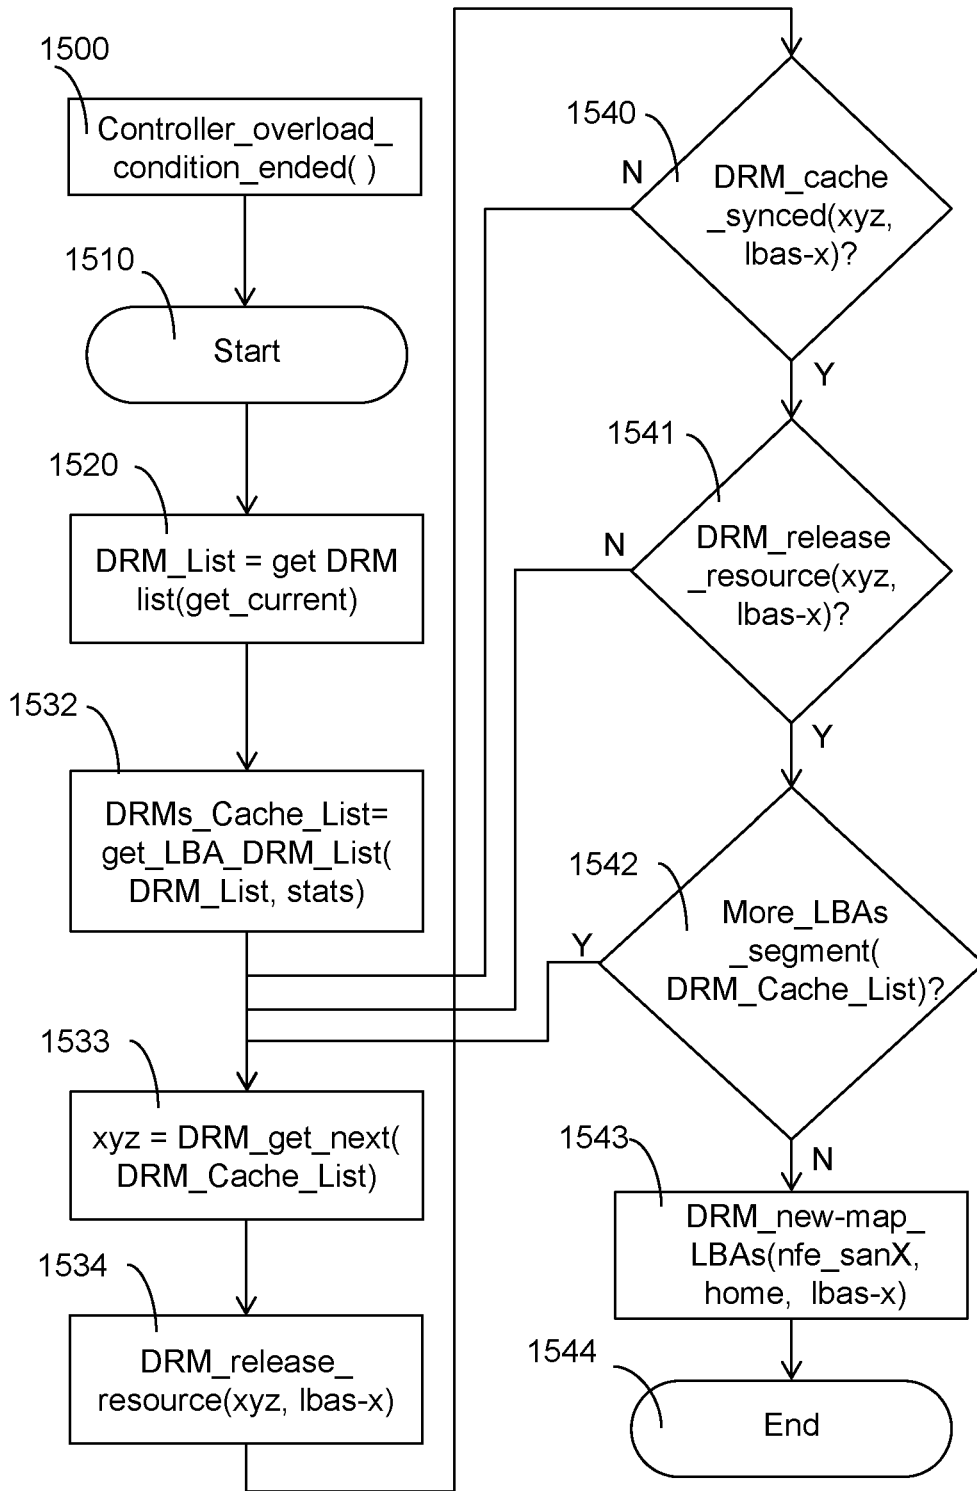 1500
Controller_overload_
condition_ended( )
1510
Start
1520
DRM_List = get DRM
list(get_current)
1532
DRMs_Cache_List=
get_LBA_DRM_List(
DRM_List, stats)
1533
xyz = DRM_get_next(
DRM_Cache_List)
1534
DRM_release_
resource(xyz, lbas-x)
1540
N
DRM_cache
_synced(xyz,
lbas-x)?
Y
1541
N
DRM_release
_resource(xyz,
lbas-x)?
Y
1542
Y
More_LBAs
_segment(
DRM_Cache_List)?
N
1543
DRM_new-map_
LBAs(nfe_sanX,
home, lbas-x)
1544
End